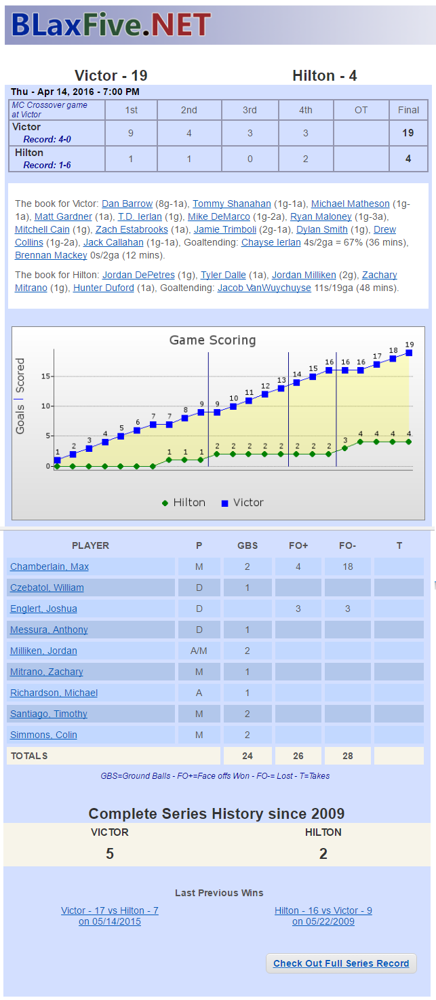 BLaxFive.NET
Victor - 19 Hilton - 4
Thu - Apr 14, 2016 - 7:00 PM
MC Crossover game
at Victor
1st 2nd 3rd 4th OT Final
Victor
Record: 4-0
9 4 3 3 19
Hilton
Record: 1-6
1 1 0 2 4
The book for Victor: Dan Barrow (8g-1a), Tommy Shanahan (1g-1a), Michael Matheson (1g-
1a), Matt Gardner (1a), T.D. Ierlan (1g), Mike DeMarco (1g-2a), Ryan Maloney (1g-3a),
Mitchell Cain (1g), Zach Estabrooks (1a), Jamie Trimboli (2g-1a), Dylan Smith (1g), Drew
Collins (1g-2a), Jack Callahan (1g-1a), Goaltending: Chayse Ierlan 4s/2ga = 67% (36 mins),
Brennan Mackey 0s/2ga (12 mins).
The book for Hilton: Jordan DePetres (1g), Tyler Dalle (1a), Jordan Milliken (2g), Zachary
Mitrano (1g), Hunter Duford (1a), Goaltending: Jacob VanWuychuyse 11s/19ga (48 mins).
Game Scoring
Goals | Scored
15
10
5
0
1 2 3 4 5 6 7 7 8 9 9 10 11 12 13 14 15 16 16 16 17 18 19
1 1 1 2 2 2 2 2 2 2 2 3 4 4 4 4
Hilton Victor
PLAYER P GBS FO+ FO- T
Chamberlain, Max M 2 4 18
Czebatol, William D 1
Englert, Joshua D 3 3
Messura, Anthony D 1
Milliken, Jordan A/M 2
Mitrano, Zachary M 1
Richardson, Michael A 1
Santiago, Timothy M 2
Simmons, Colin M 2
TOTALS 24 26 28
GBS=Ground Balls - FO+=Face offs Won - FO-= Lost - T=Takes
Complete Series History since 2009
VICTOR HILTON
5 2
Last Previous Wins
Victor - 17 vs Hilton - 7 Hilton - 16 vs Victor - 9
on 05/14/2015 on 05/22/2009
Check Out Full Series Record